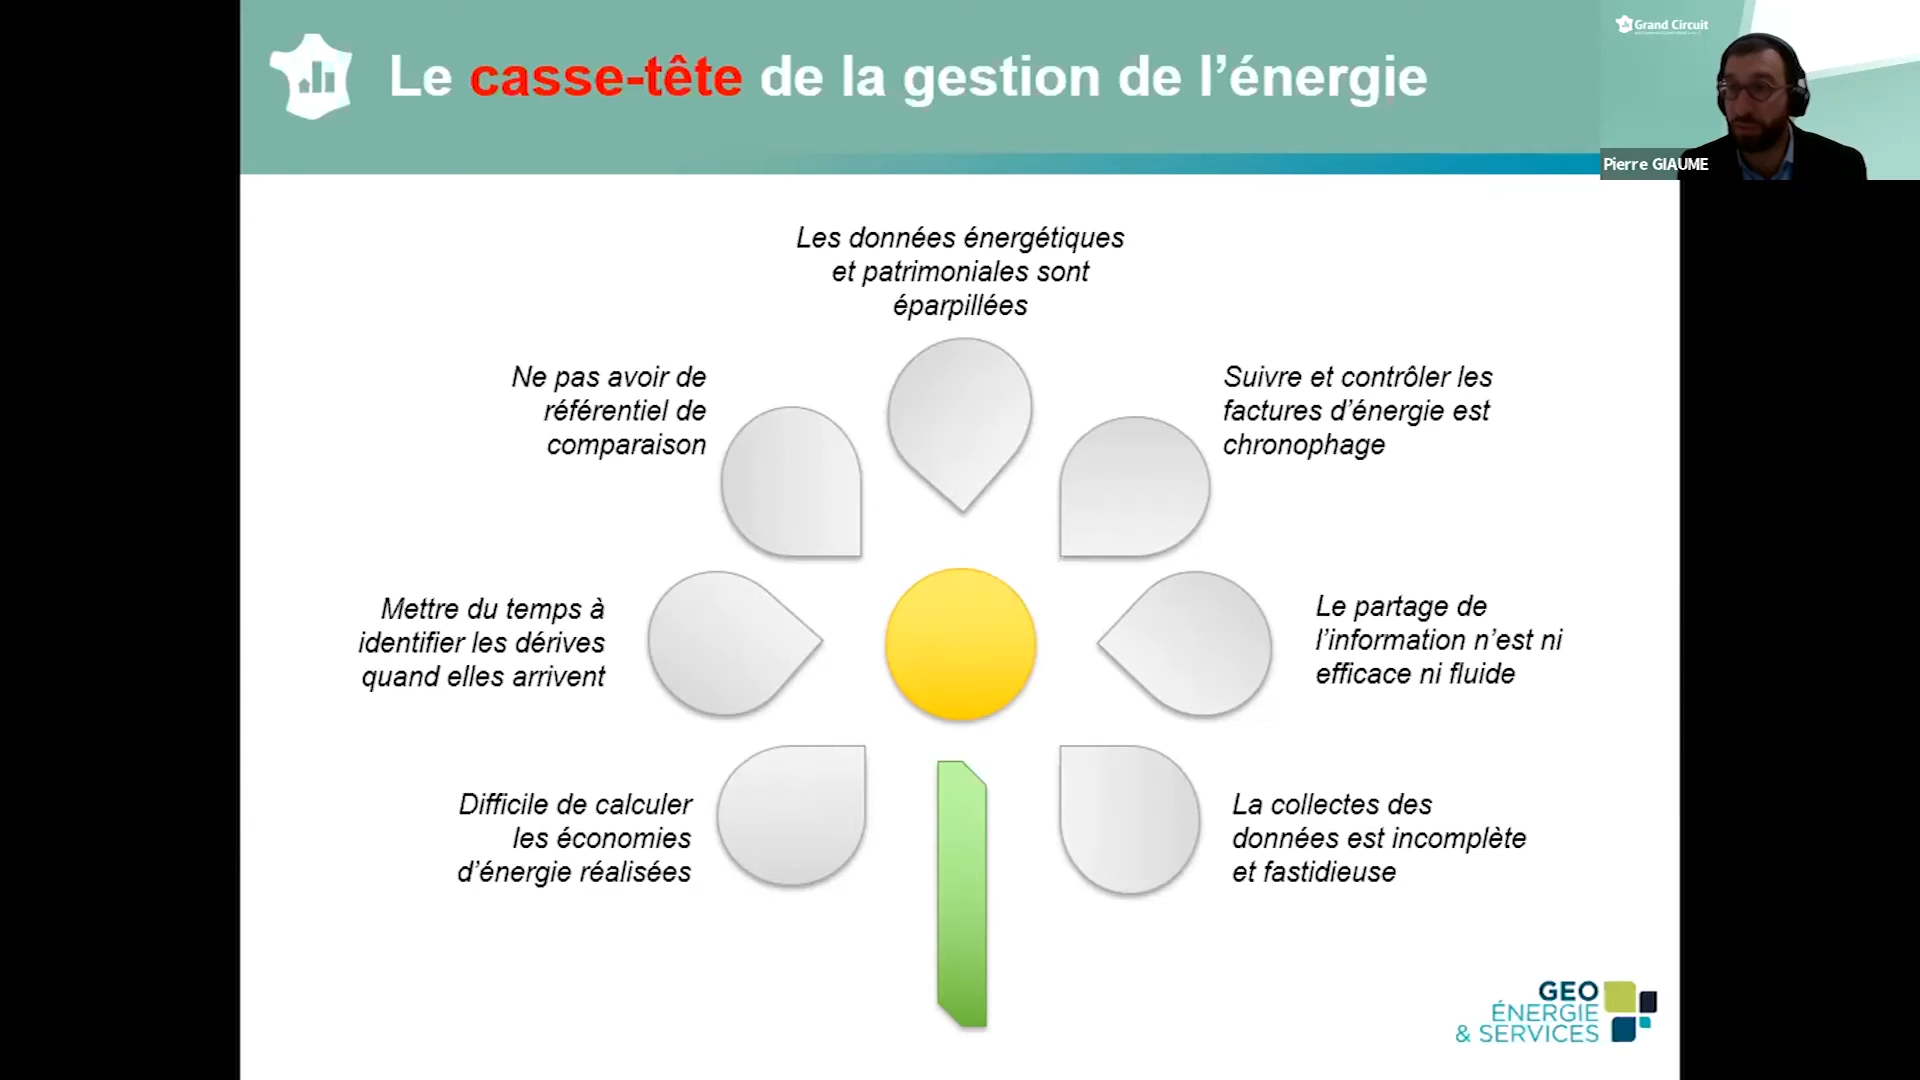 Le casse-tête de la gestion de l’énergie
Grand Circuit
Pierre GIAUME
Les données énergétiques
et patrimoniales sont
éparpillées
Ne pas avoir de
référentiel de
comparaison
Suivre et contrôler les
factures d’énergie est
chronophage
Mettre du temps à
identifier les dérives
quand elles arrivent
Le partage de
l’information n’est ni
efficace ni fluide
Difficile de calculer
les économies
d’énergie réalisées
La collectes des
données est incomplète
et fastidieuse
GEO
ÉNERGIE
& SERVICES